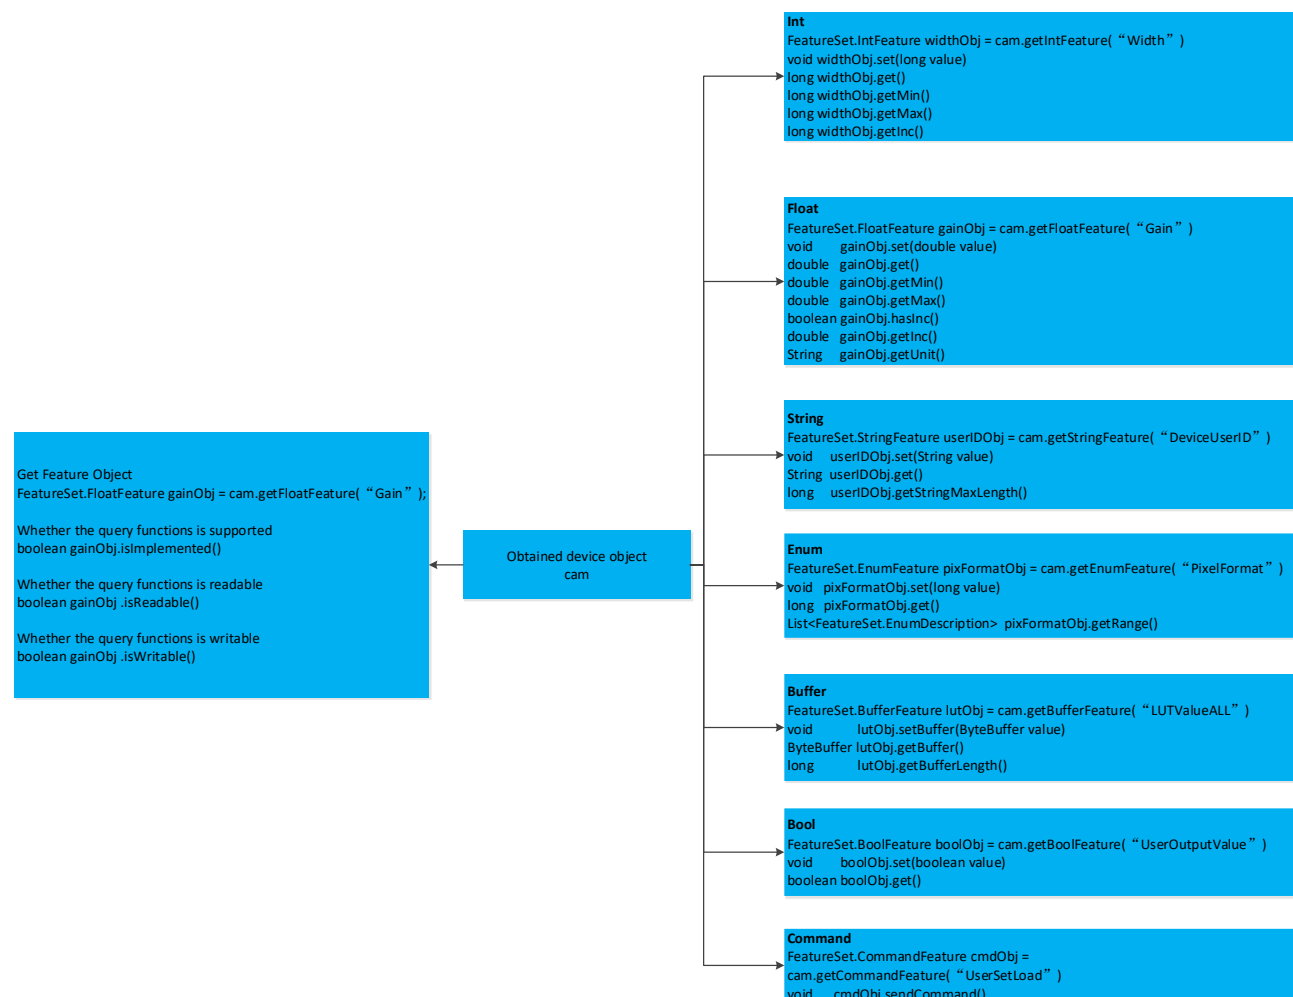 Int
FeatureSet.IntFeature widthObj = cam.getIntFeature( “Width” )
void widthObj.set(long value)
long widthObj.get()
long widthObj.getMin()
long widthObj.getMax()
long widthObj.getInc()
Float
FeatureSet.FloatFeature gainObj = cam.getFloatFeature( “Gain” )
void gainObj.set(double value)
double gainObj.get()
double gainObj.getMin()
double gainObj.getMax()
boolean gainObj.hasInc()
double gainObj.getInc()
String gainObj.getUnit()
String
FeatureSet.StringFeature userIDObj = cam.getStringFeature( “DeviceUserID” )
void userIDObj.set(String value)
String userIDObj.get()
long userIDObj.getStringMaxLength()
Get Feature Object
FeatureSet.FloatFeature gainObj = cam.getFloatFeature( “Gain” );
Whether the query functions is supported
boolean gainObj.isImplemented()
Whether the query functions is readable
boolean gainObj .isReadable()
Whether the query functions is writable
boolean gainObj .isWritable()
Obtained device object
cam
Enum
FeatureSet.EnumFeature pixFormatObj = cam.getEnumFeature( “PixelFormat” )
void pixFormatObj.set(long value)
long pixFormatObj.get()
List<FeatureSet.EnumDescription> pixFormatObj.getRange()
Buffer
FeatureSet.BufferFeature lutObj = cam.getBufferFeature( “LUTValueALL” )
void lutObj.setBuffer(ByteBuffer value)
ByteBuffer lutObj.getBuffer()
long lutObj.getBufferLength()
Bool
FeatureSet.BoolFeature boolObj = cam.getBoolFeature( “UserOutputValue” )
void boolObj.set(boolean value)
boolean boolObj.get()
Command
FeatureSet.CommandFeature cmdObj =
cam.getCommandFeature( “UserSetLoad” )
void cmdObj.sendCommand()